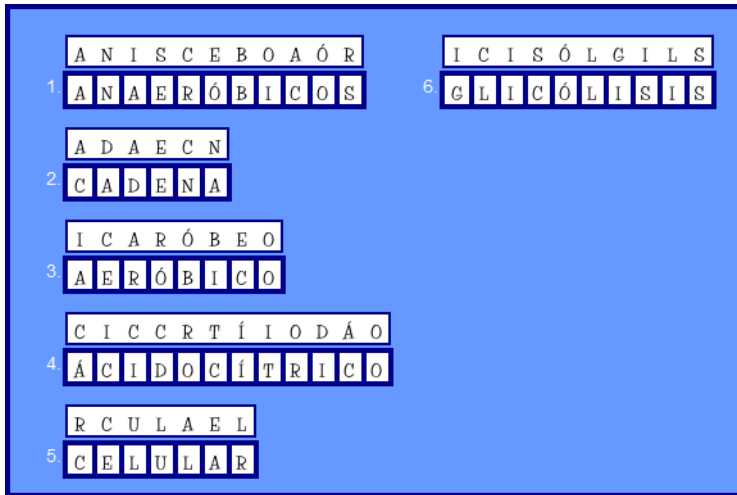 A N I S C E B O A Ó R
1. A N A E R Ó B I C O S
A D A E C N
2. C A D E N A
I C A R Ó B E O
3. A E R Ó B I C O
C I C C R T Í I O D Á O
4. Á C I D O C Í T R I C O
R C U L A E L
5. C E L U L A R
I C I S Ó L G I L S
6. G L I C Ó L I S I S